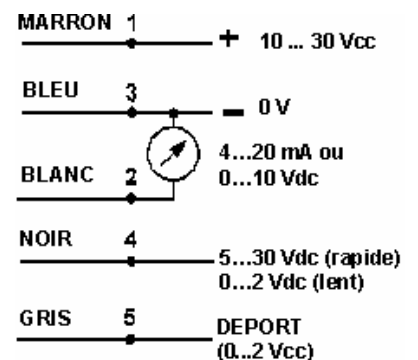 MARRON 1
+ 10 ... 30 Vcc
BLEU 3
- 0 V
4...20 mA ou
0...10 Vdc
BLANC 2
NOIR 4
5...30 Vdc (rapide)
0...2 Vdc (lent)
GRIS 5
DEPORT
(0...2 Vcc)